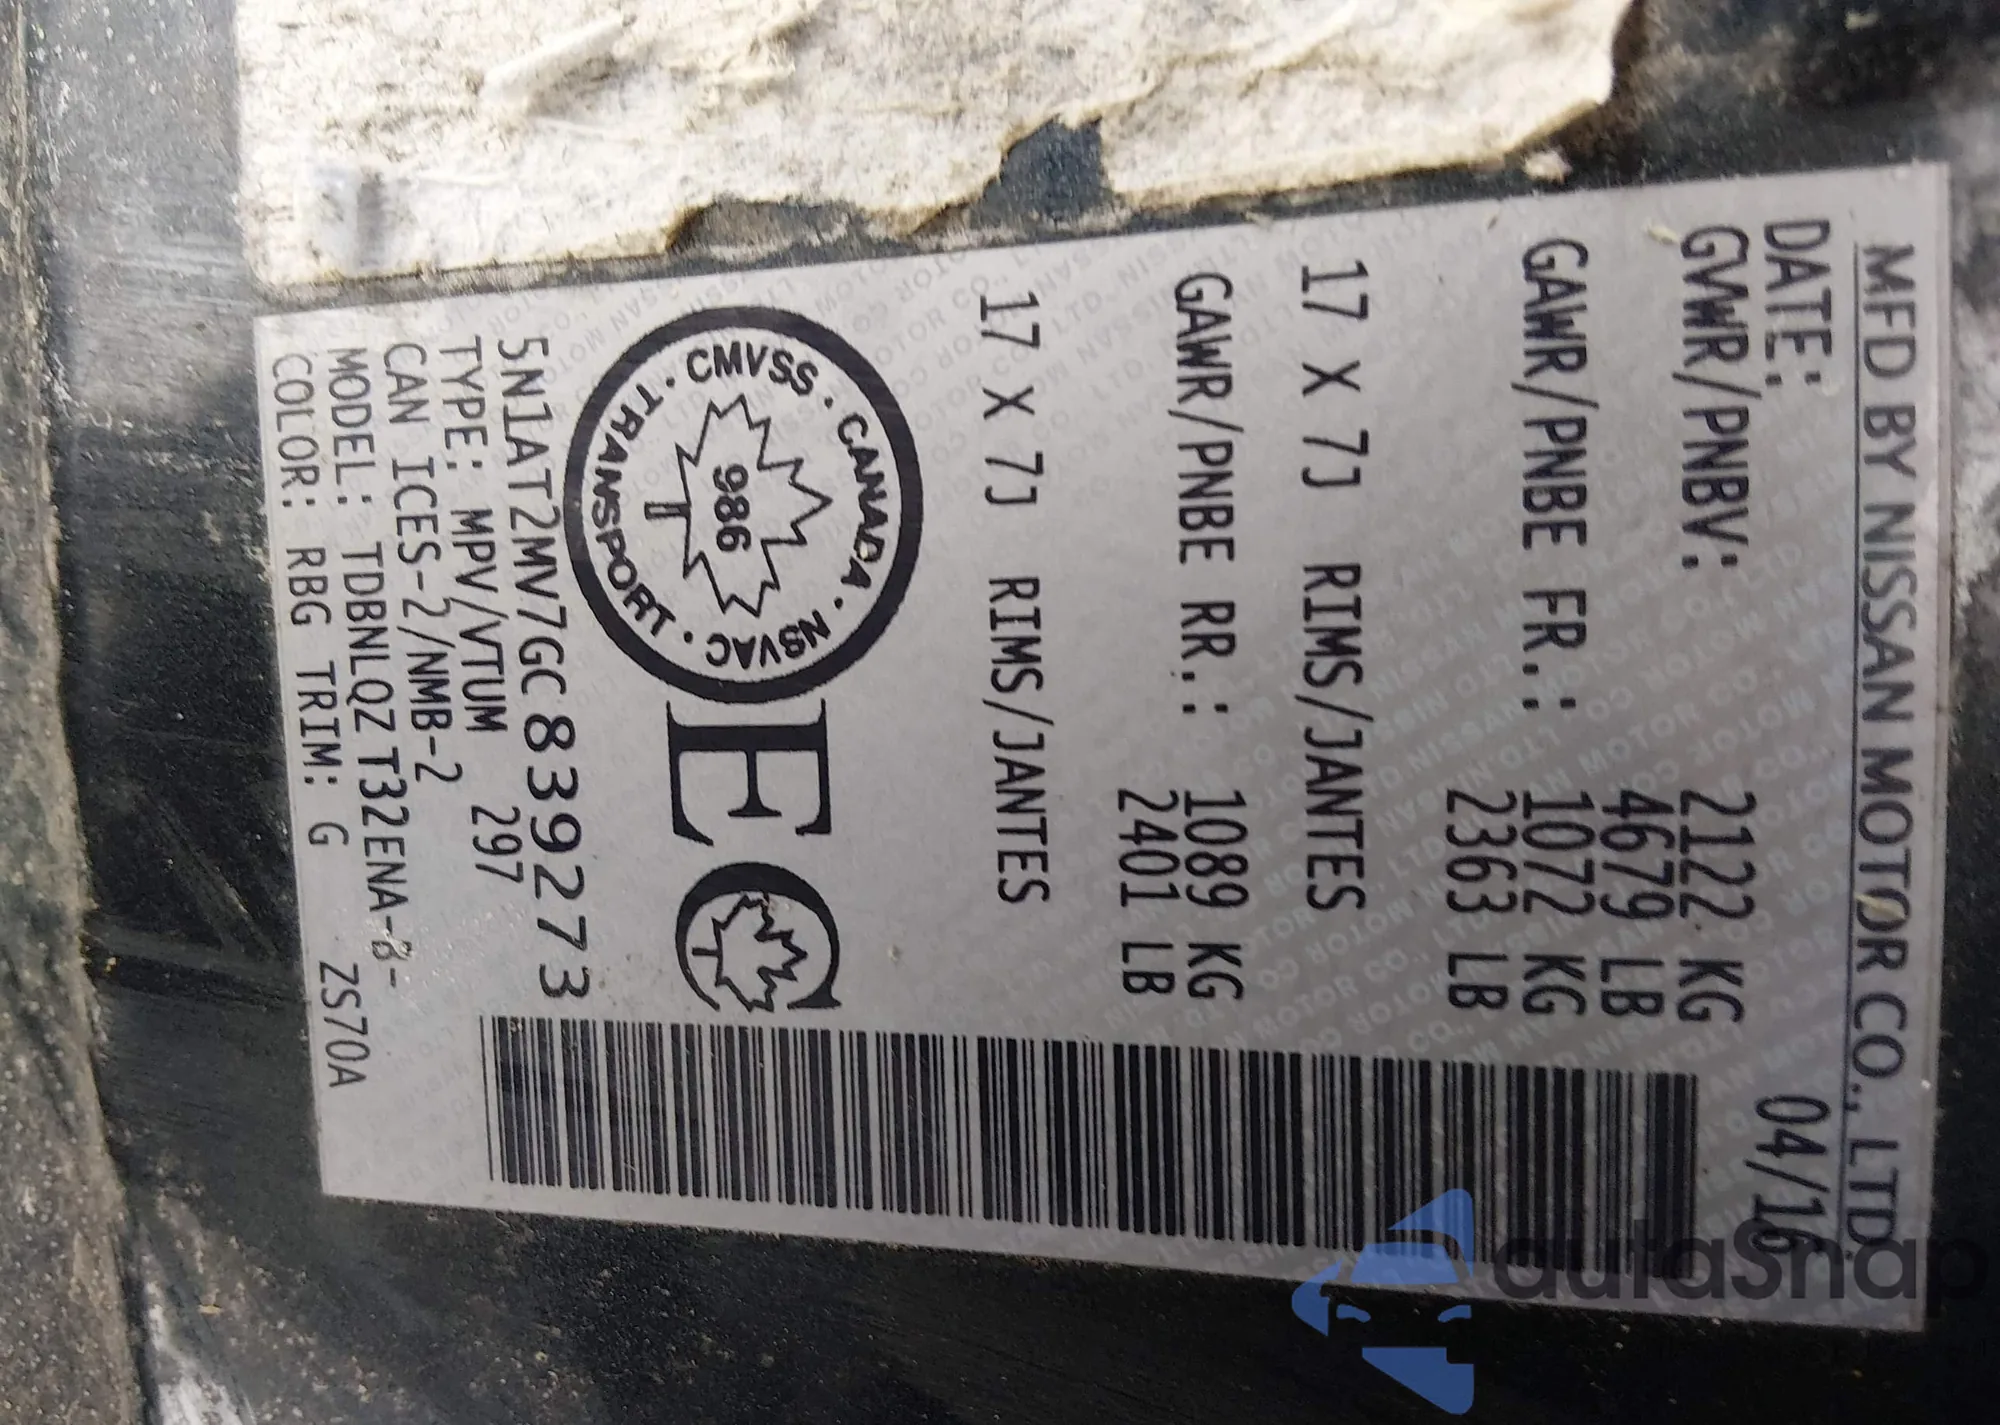 MFD BY NISSAN MOTOR CO., LTD.
DATE: 04/16
GVWR/PNBV: 2122 KG
4679 LB
GAWR/PNBE FR.: 1072 KG
2363 LB
17 X 7J RIMS/JANTES
GAWR/PNBE RR.: 1089 KG
2401 LB
17 X 7J RIMS/JANTES
CMVSS · CANADA · NSVAC · TRANSPORT ·
986
EC
5N1AT2MV7GC839273
TYPE: MPV/VTUM 297
CAN ICES-2/NMB-2
MODEL: TDBNLQZ T32ENA-B-
COLOR: RBG TRIM: G ZS70A
autaSnap